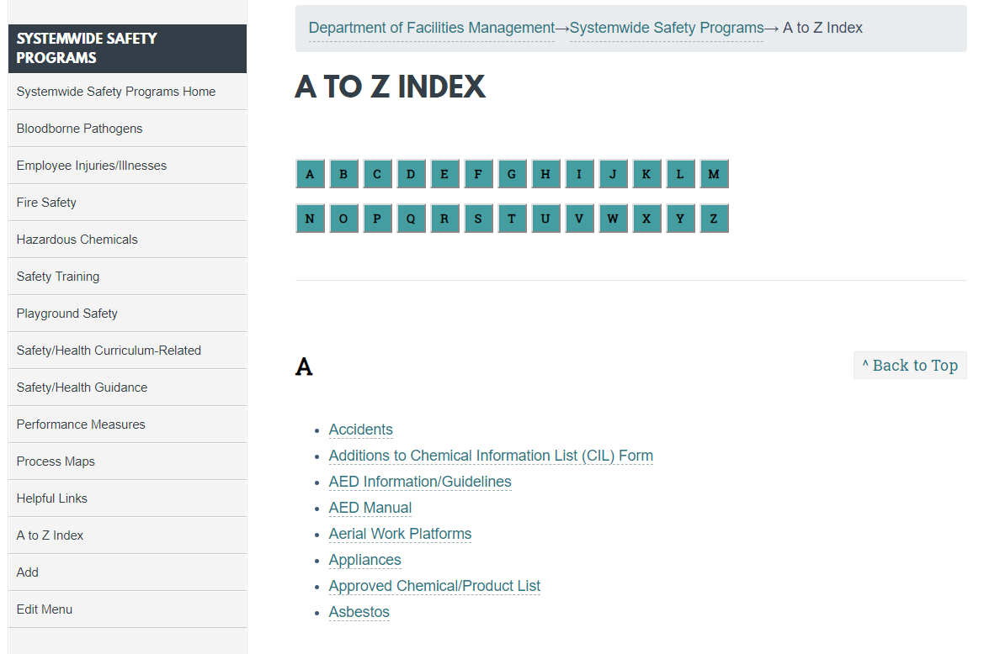 SYSTEMWIDE SAFETY
PROGRAMS
Systemwide Safety Programs Home
Bloodborne Pathogens
Employee Injuries/Illnesses
Fire Safety
Hazardous Chemicals
Safety Training
Playground Safety
Safety/Health Curriculum-Related
Safety/Health Guidance
Performance Measures
Process Maps
Helpful Links
A to Z Index
Add
Edit Menu
Department of Facilities Management→Systemwide Safety Programs→ A to Z Index
A TO Z INDEX
A B C D E F G H I J K L M
N O P Q R S T U V W X Y Z
A
^ Back to Top
• Accidents
• Additions to Chemical Information List (CIL) Form
• AED Information/Guidelines
• AED Manual
• Aerial Work Platforms
• Appliances
• Approved Chemical/Product List
• Asbestos